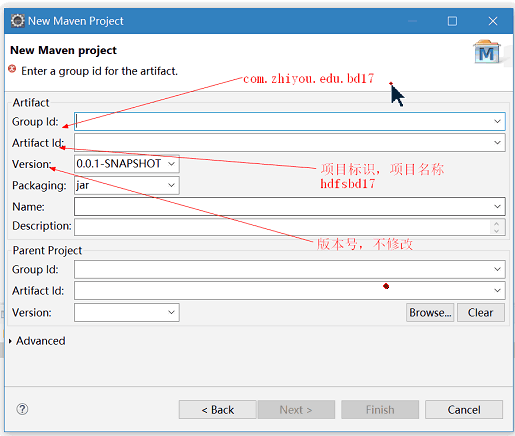 New Maven Project
New Maven project
Enter a group id for the artifact.
M
com.zhiyou.edu.bd17
Artifact
Group Id:
Artifact Id:
Version: 0.0.1-SNAPSHOT
项目标识，项目名称
hdfsbd17
Packaging: jar
Name:
Description:
版本号，不修改
Parent Project
Group Id:
Artifact Id:
Version: Browse... Clear
Advanced
? < Back Next > Finish Cancel